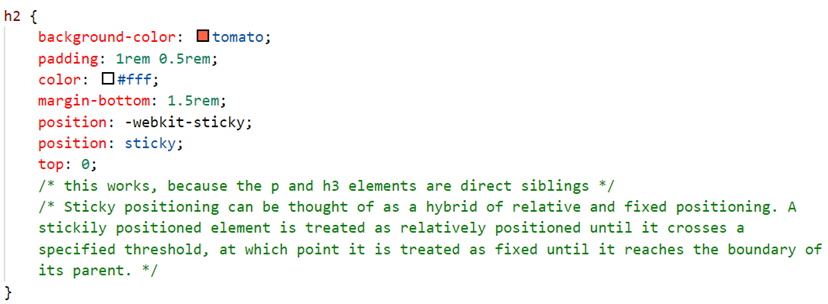 h2 {
background-color: tomato;
padding: 1rem 0.5rem;
color: #fff;
margin-bottom: 1.5rem;
position: -webkit-sticky;
position: sticky;
top: 0;
/* this works, because the p and h3 elements are direct siblings */
/* Sticky positioning can be thought of as a hybrid of relative and fixed positioning. A
stickily positioned element is treated as relatively positioned until it crosses a
specified threshold, at which point it is treated as fixed until it reaches the boundary of
its parent. */
}